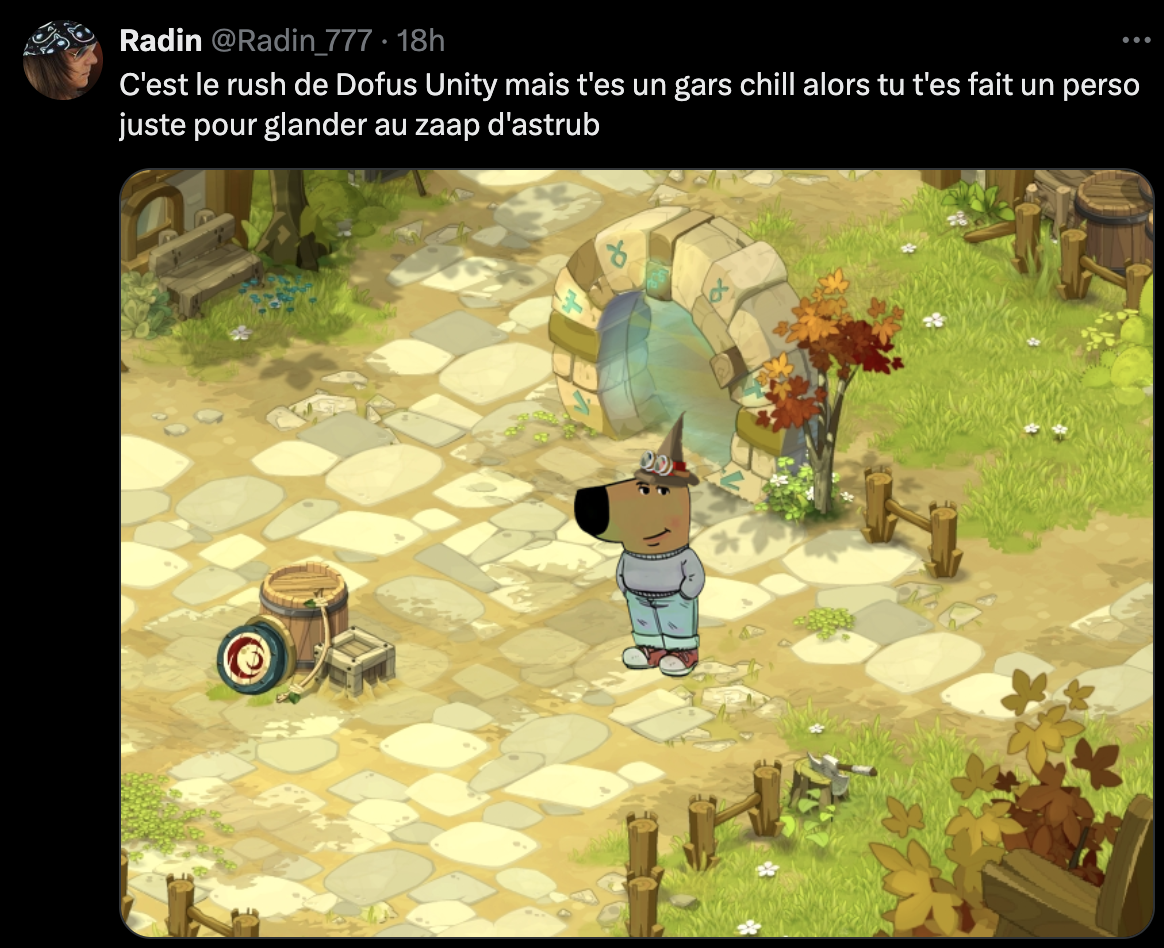 Radin @Radin_777 · 18h
C'est le rush de Dofus Unity mais t'es un gars chill alors tu t'es fait un perso
juste pour glander au zaap d'astrub